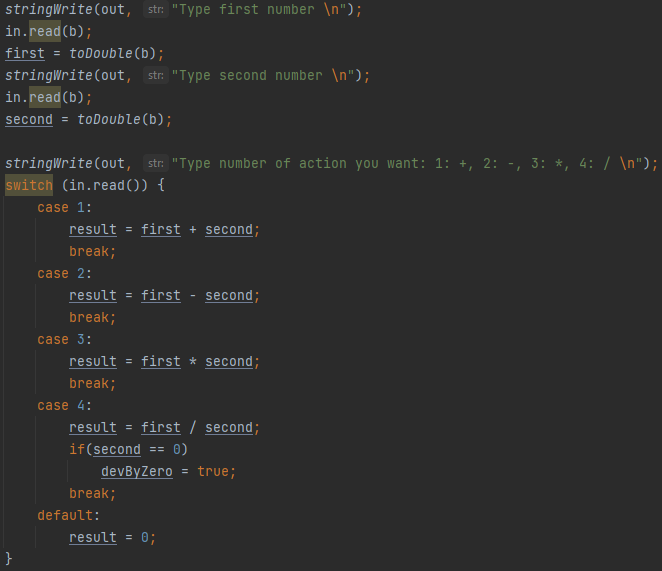 stringWrite(out, str: "Type first number \n");
in.read(b);
first = toDouble(b);
stringWrite(out, str: "Type second number \n");
in.read(b);
second = toDouble(b);

stringWrite(out, str: "Type number of action you want: 1: +, 2: -, 3: *, 4: / \n");
switch (in.read()) {
    case 1:
        result = first + second;
        break;
    case 2:
        result = first - second;
        break;
    case 3:
        result = first * second;
        break;
    case 4:
        result = first / second;
        if(second == 0)
            devByZero = true;
        break;
    default:
        result = 0;
}